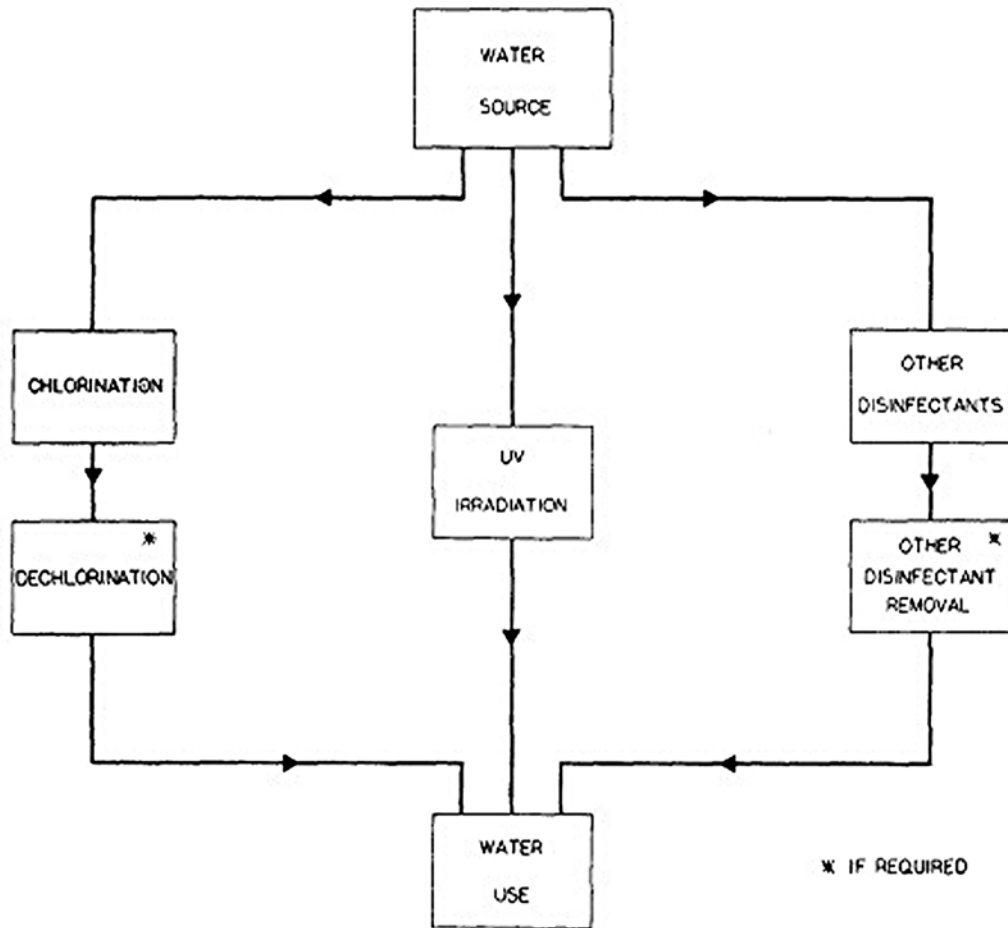 WATER
SOURCE
CHLORINATION
OTHER
DISINFECTANTS
UV
IRRADIATION
*
DECHLORINATION
OTHER *
DISINFECTANT
REMOVAL
WATER
USE
* IF REQUIRED